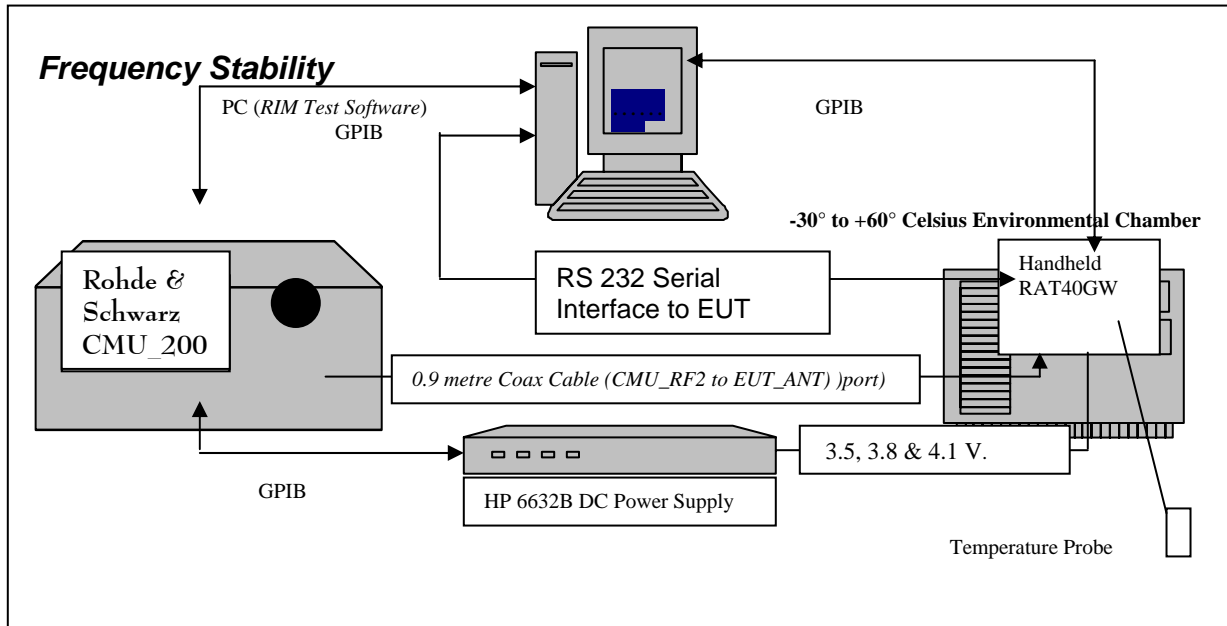 Frequency Stability
PC (RIM Test Software)
GPIB
GPIB
-30° to +60° Celsius Environmental Chamber
Handheld
RAT40GW
Rohde &
Schwarz
CMU_200
RS 232 Serial
Interface to EUT
0.9 metre Coax Cable (CMU_RF2 to EUT_ANT) )port)
3.5, 3.8 & 4.1 V.
GPIB
HP 6632B DC Power Supply
Temperature Probe